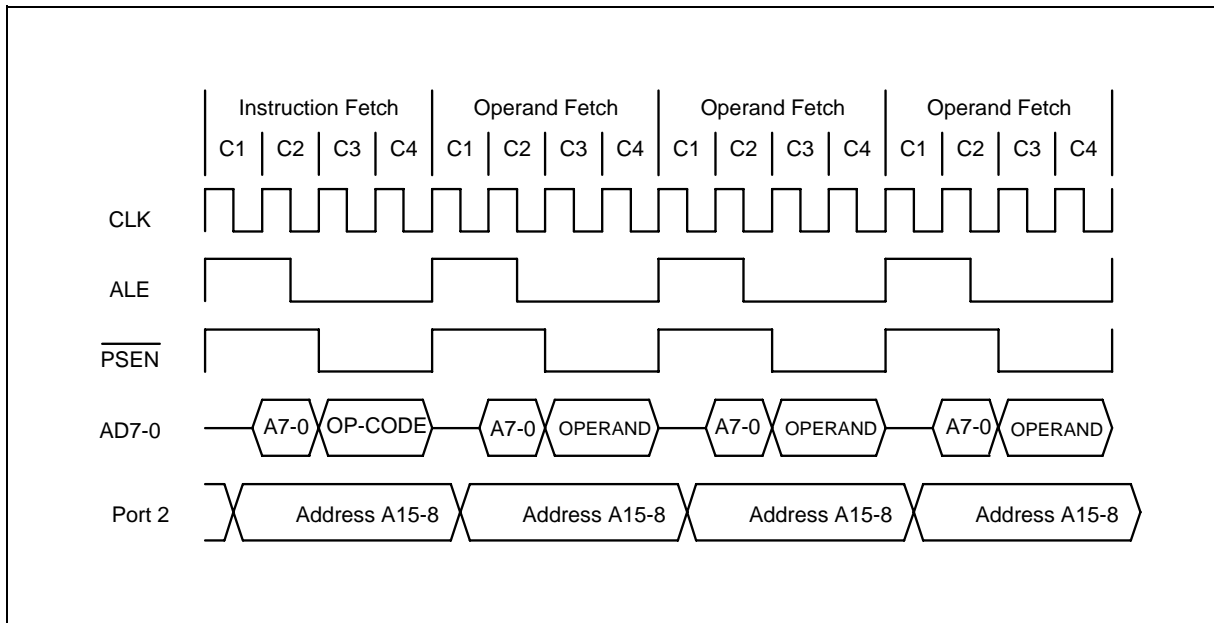 Instruction Fetch Operand Fetch Operand Fetch Operand Fetch
C1 C2 C3 C4 C1 C2 C3 C4 C1 C2 C3 C4 C1 C2 C3 C4
CLK
ALE
PSEN
AD7-0 A7-0 OP-CODE A7-0 OPERAND A7-0 OPERAND A7-0 OPERAND
Port 2 Address A15-8 Address A15-8 Address A15-8 Address A15-8